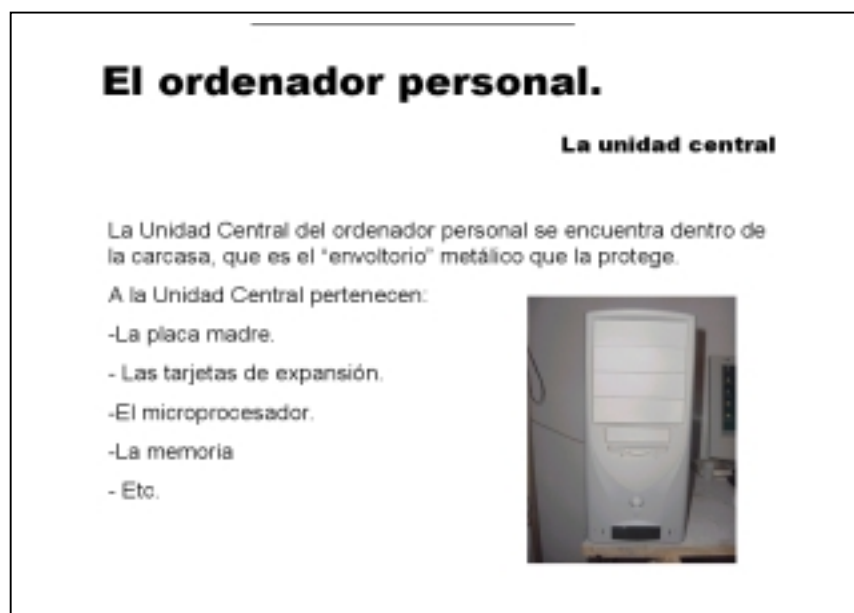 El ordenador personal.
La unidad central
La Unidad Central del ordenador personal se encuentra dentro de
la carcasa, que es el "envoltorio" metálico que la protege.
A la Unidad Central pertenecen:
-La placa madre.
- Las tarjetas de expansión.
-El microprocesador.
-La memoria
- Etc.